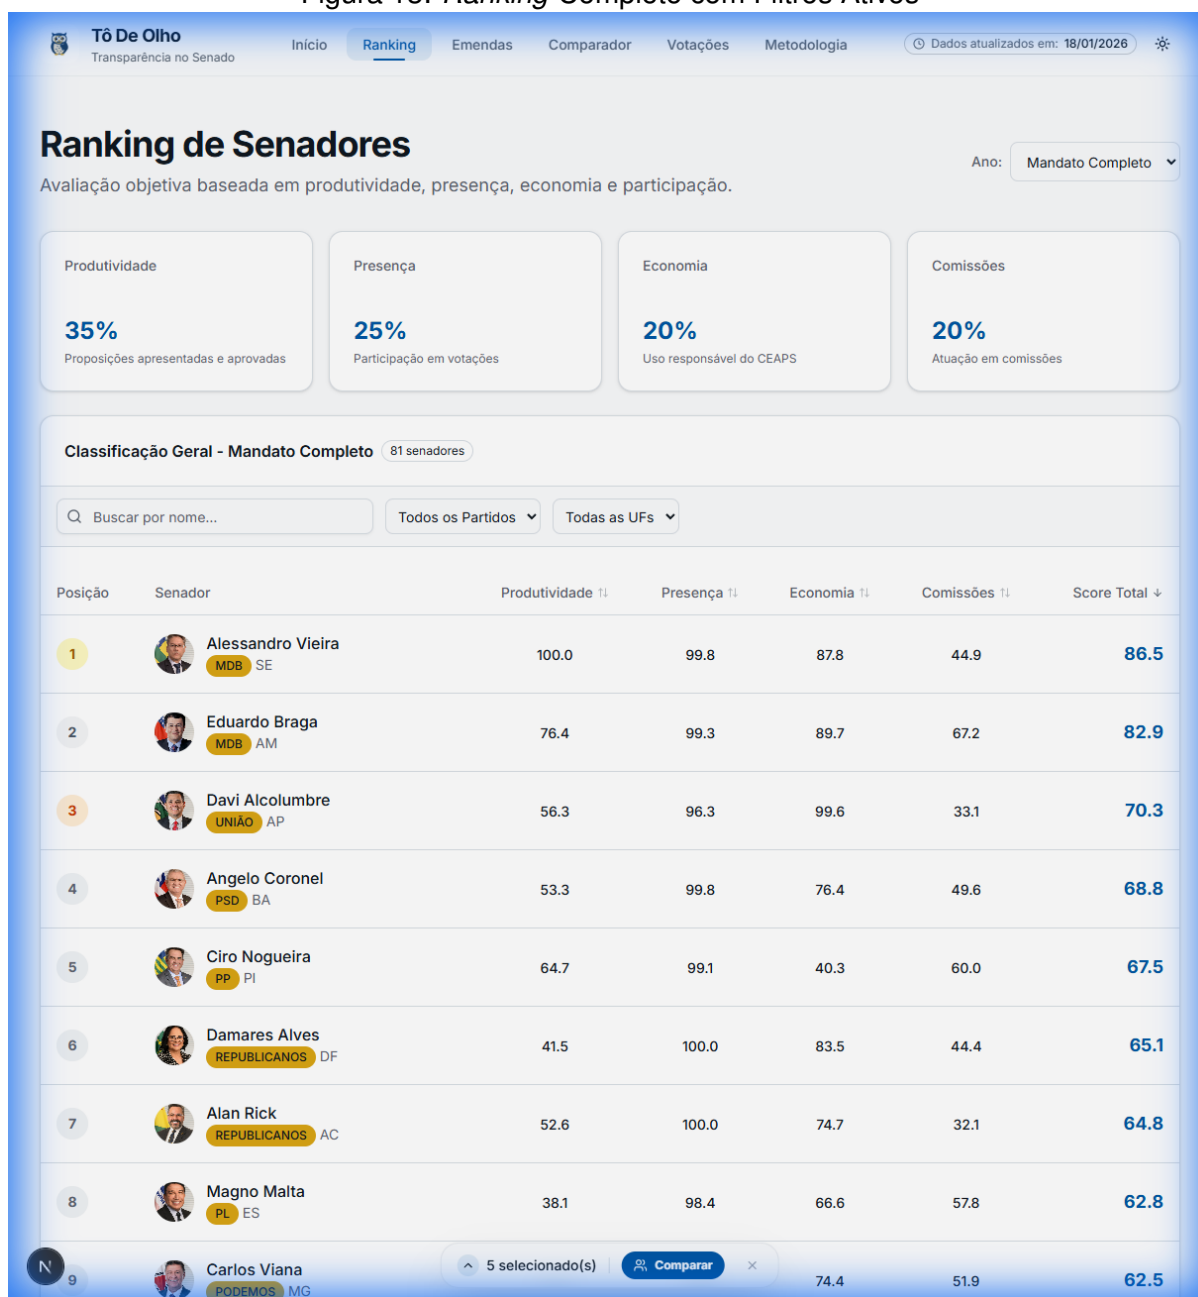 Figura 18: Ranking Completo com Filtros Ativos
Tô De Olho
Transparência no Senado
Início Ranking Emendas Comparador Votações Metodologia Dados atualizados em: 18/01/2026
Ranking de Senadores
Avaliação objetiva baseada em produtividade, presença, economia e participação.
Ano: Mandato Completo
Produtividade Presença Economia Comissões
35% 25% 20% 20%
Proposições apresentadas e aprovadas Participação em votações Uso responsável do CEAPS Atuação em comissões
Classificação Geral - Mandato Completo 81 senadores
Buscar por nome... Todos os Partidos Todas as UFs
Posição Senador Produtividade ↑↓ Presença ↑↓ Economia ↑↓ Comissões ↑↓ Score Total ↓
1 Alessandro Vieira 100.0 99.8 87.8 44.9 86.5
MDB SE
2 Eduardo Braga 76.4 99.3 89.7 67.2 82.9
MDB AM
3 Davi Alcolumbre 56.3 96.3 99.6 33.1 70.3
UNIÃO AP
4 Angelo Coronel 53.3 99.8 76.4 49.6 68.8
PSD BA
5 Ciro Nogueira 64.7 99.1 40.3 60.0 67.5
PP PI
6 Damares Alves 41.5 100.0 83.5 44.4 65.1
REPUBLICANOS DF
7 Alan Rick 52.6 100.0 74.7 32.1 64.8
REPUBLICANOS AC
8 Magno Malta 38.1 98.4 66.6 57.8 62.8
PL ES
5 selecionado(s) Comparar ×
N 9 Carlos Viana 74.4 51.9 62.5
PODEMOS MG